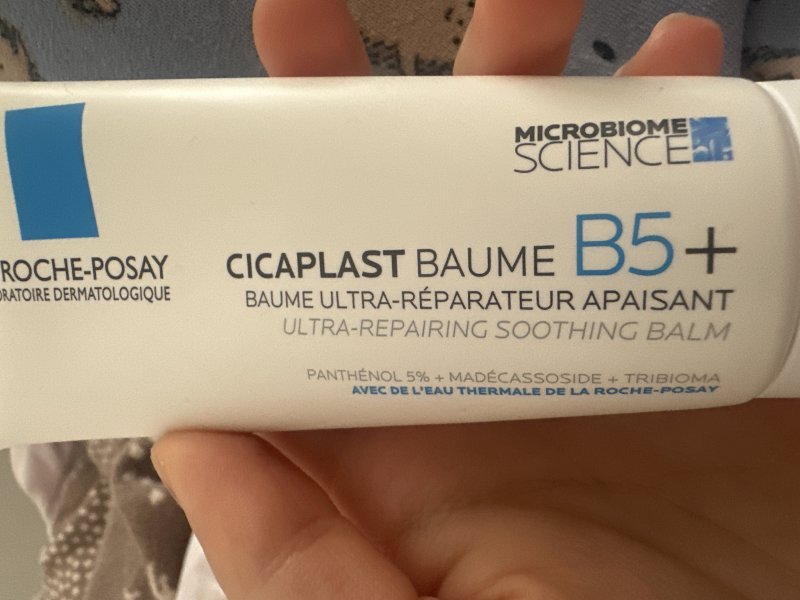 MICROBIOME
SCIENCE
ROCHE-POSAY
ORATOIRE DERMATOLOGIQUE
CICAPLAST BAUME B5+
BAUME ULTRA-RÉPARATEUR APAISANT
ULTRA-REPAIRING SOOTHING BALM
PANTHÉNOL 5% + MADÉCASSOSIDE + TRIBIOMA
AVEC DE L'EAU THERMALE DE LA ROCHE-POSAY